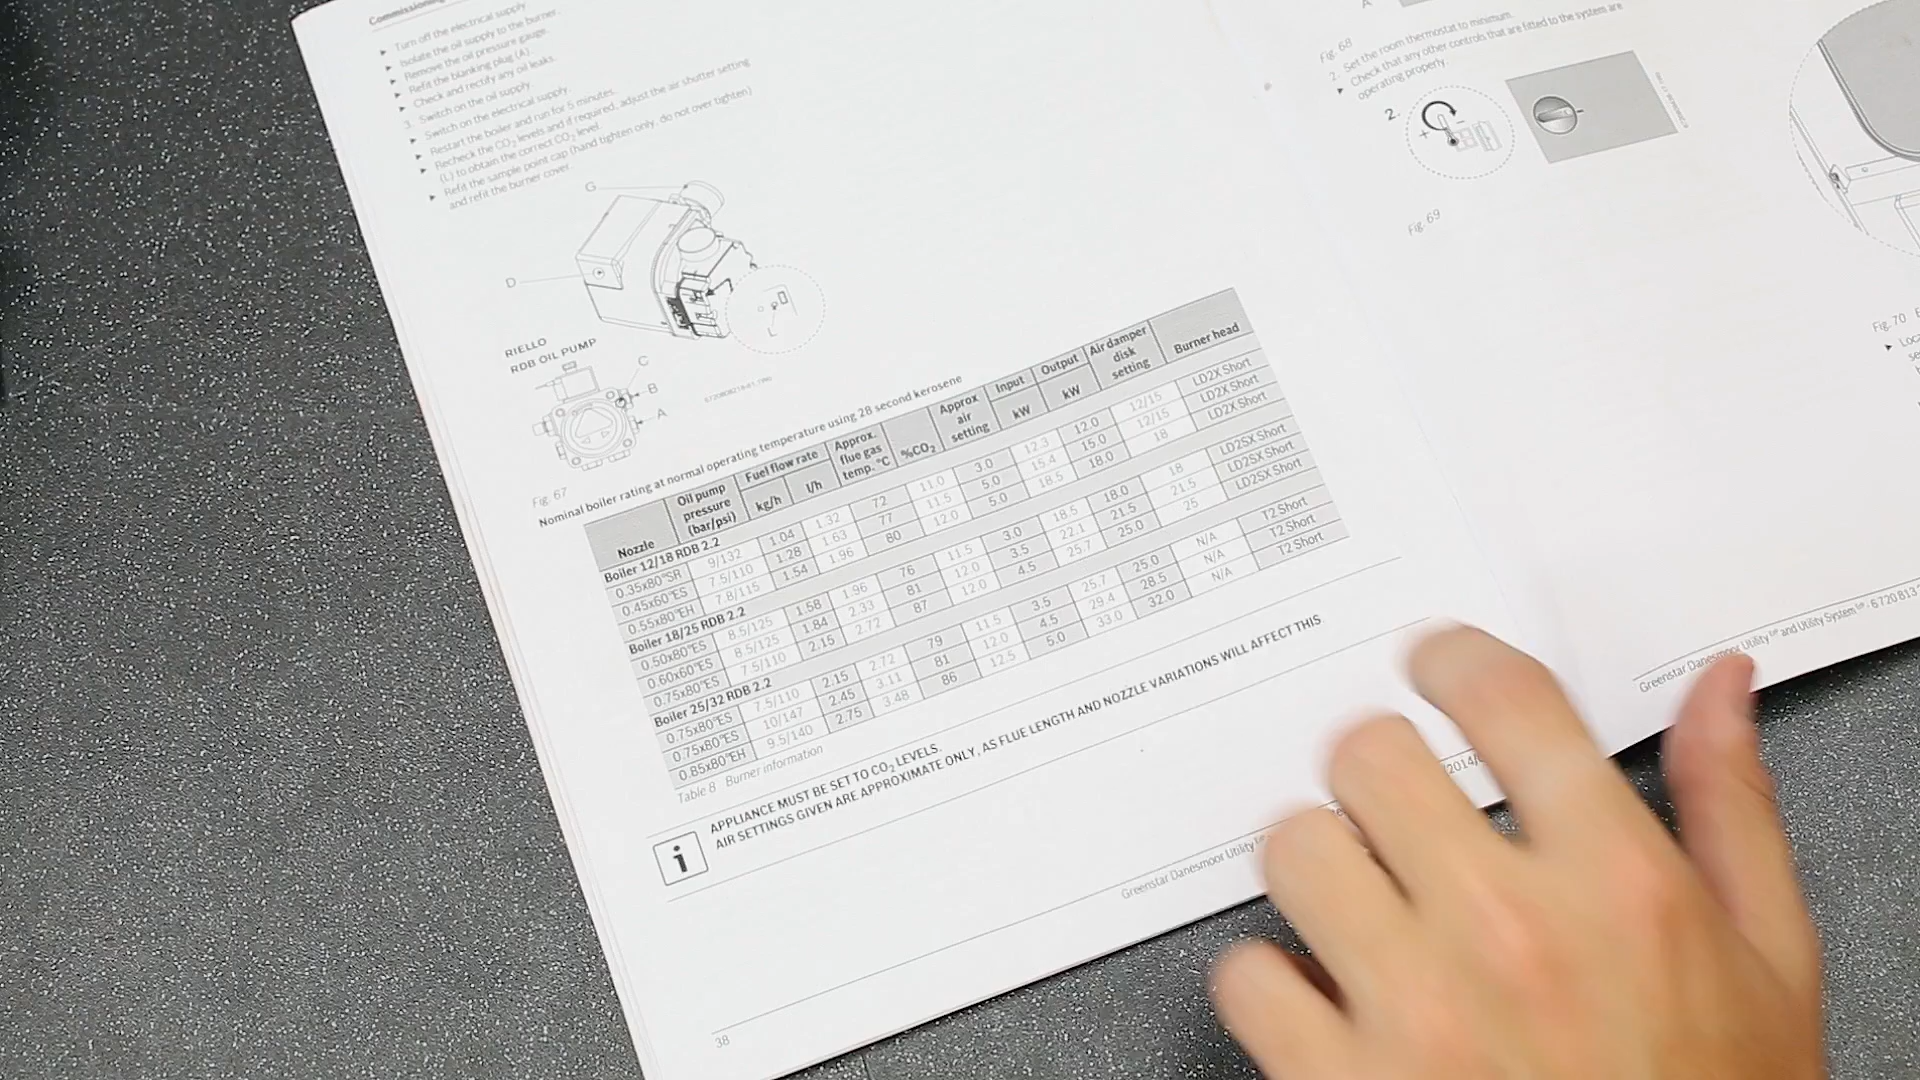 Commissioning
Turn off the electrical supply.
Isolate the oil supply to the burner.
Remove the oil pressure gauge.
Refit the blanking plug (A).
Check and rectify any oil leaks.
3. Switch on the oil supply.
Switch on the electrical supply.
Restart the boiler and run for 5 minutes.
Recheck the CO₂ levels and if required, adjust the air shutter setting
(L) to obtain the correct CO₂ level.
Refit the sample point cap (hand tighten only, do not over tighten)
and refit the burner cover.
G
D
L
RIELLO
RDB OIL PUMP
C
B
A
Fig. 67
Nominal boiler rating at normal operating temperature using 28 second kerosene
Nozzle Oil pump pressure (bar/psi) Fuel flow rate kg/h l/h Approx. flue gas temp. °C %CO₂ Approx air setting Input kW Output kW Air damper disk setting Burner head
Boiler 12/18 RDB 2.2
0.35x80°SR 9/132 1.04 1.32 72 11.0 3.0 12.3 12.0 12/15 LD2X Short
0.45x60°ES 7.5/110 1.28 1.63 77 11.5 5.0 15.4 15.0 12/15 LD2X Short
0.55x80°EH 7.8/115 1.54 1.96 80 12.0 5.0 18.5 18.0 18 LD2X Short
Boiler 18/25 RDB 2.2
0.50x80°ES 8.5/125 1.58 1.96 76 11.5 3.0 18.5 18.0 18 LD2SX Short
0.60x60°ES 8.5/125 1.84 2.33 81 12.0 3.5 22.1 21.5 21.5 LD2SX Short
0.75x80°ES 7.5/110 2.15 2.72 87 12.0 4.5 25.7 25.0 25 LD2SX Short
Boiler 25/32 RDB 2.2
0.75x80°ES 7.5/110 2.15 2.72 79 11.5 3.5 25.7 25.0 N/A T2 Short
0.75x80°ES 10/147 2.45 3.11 81 12.0 4.5 29.4 28.5 N/A T2 Short
0.85x80°EH 9.5/140 2.75 3.48 86 12.5 5.0 33.0 32.0 N/A T2 Short
Table 8 Burner information
i
APPLIANCE MUST BE SET TO CO₂ LEVELS.
AIR SETTINGS GIVEN ARE APPROXIMATE ONLY, AS FLUE LENGTH AND NOZZLE VARIATIONS WILL AFFECT THIS
Greenstar Danesmoor Utility
38
A
Fig. 68
2. Set the room thermostat to minimum.
Check that any other controls that are fitted to the system are
operating properly.
2.
+ -
Fig. 69
Fig. 70
Greenstar Danesmoor Utility ErP and Utility System ErP - 6 720 813